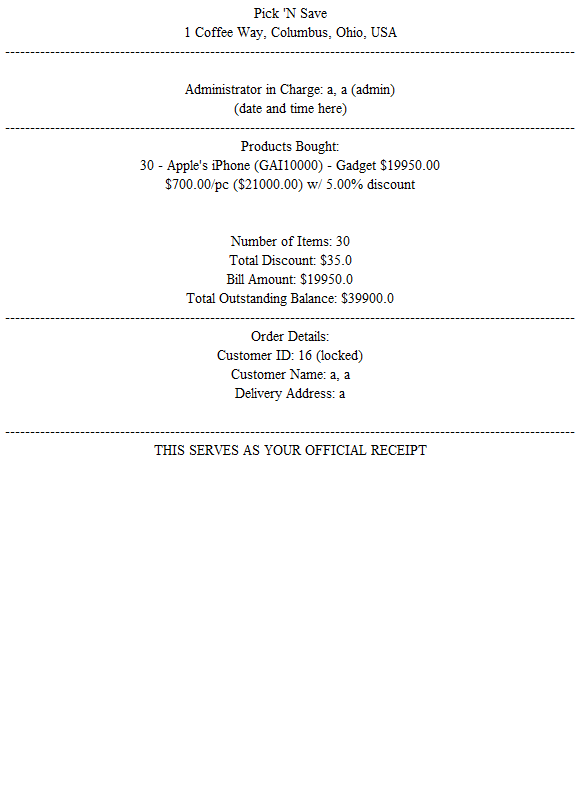 Pick 'N Save
1 Coffee Way, Columbus, Ohio, USA
----------------------------------------------------------------------------------------------------------------
Administrator in Charge: a, a (admin)
(date and time here)
----------------------------------------------------------------------------------------------------------------
Products Bought:
30 - Apple's iPhone (GAI10000) - Gadget $19950.00
$700.00/pc ($21000.00) w/ 5.00% discount
Number of Items: 30
Total Discount: $35.0
Bill Amount: $19950.0
Total Outstanding Balance: $39900.0
----------------------------------------------------------------------------------------------------------------
Order Details:
Customer ID: 16 (locked)
Customer Name: a, a
Delivery Address: a
----------------------------------------------------------------------------------------------------------------
THIS SERVES AS YOUR OFFICIAL RECEIPT